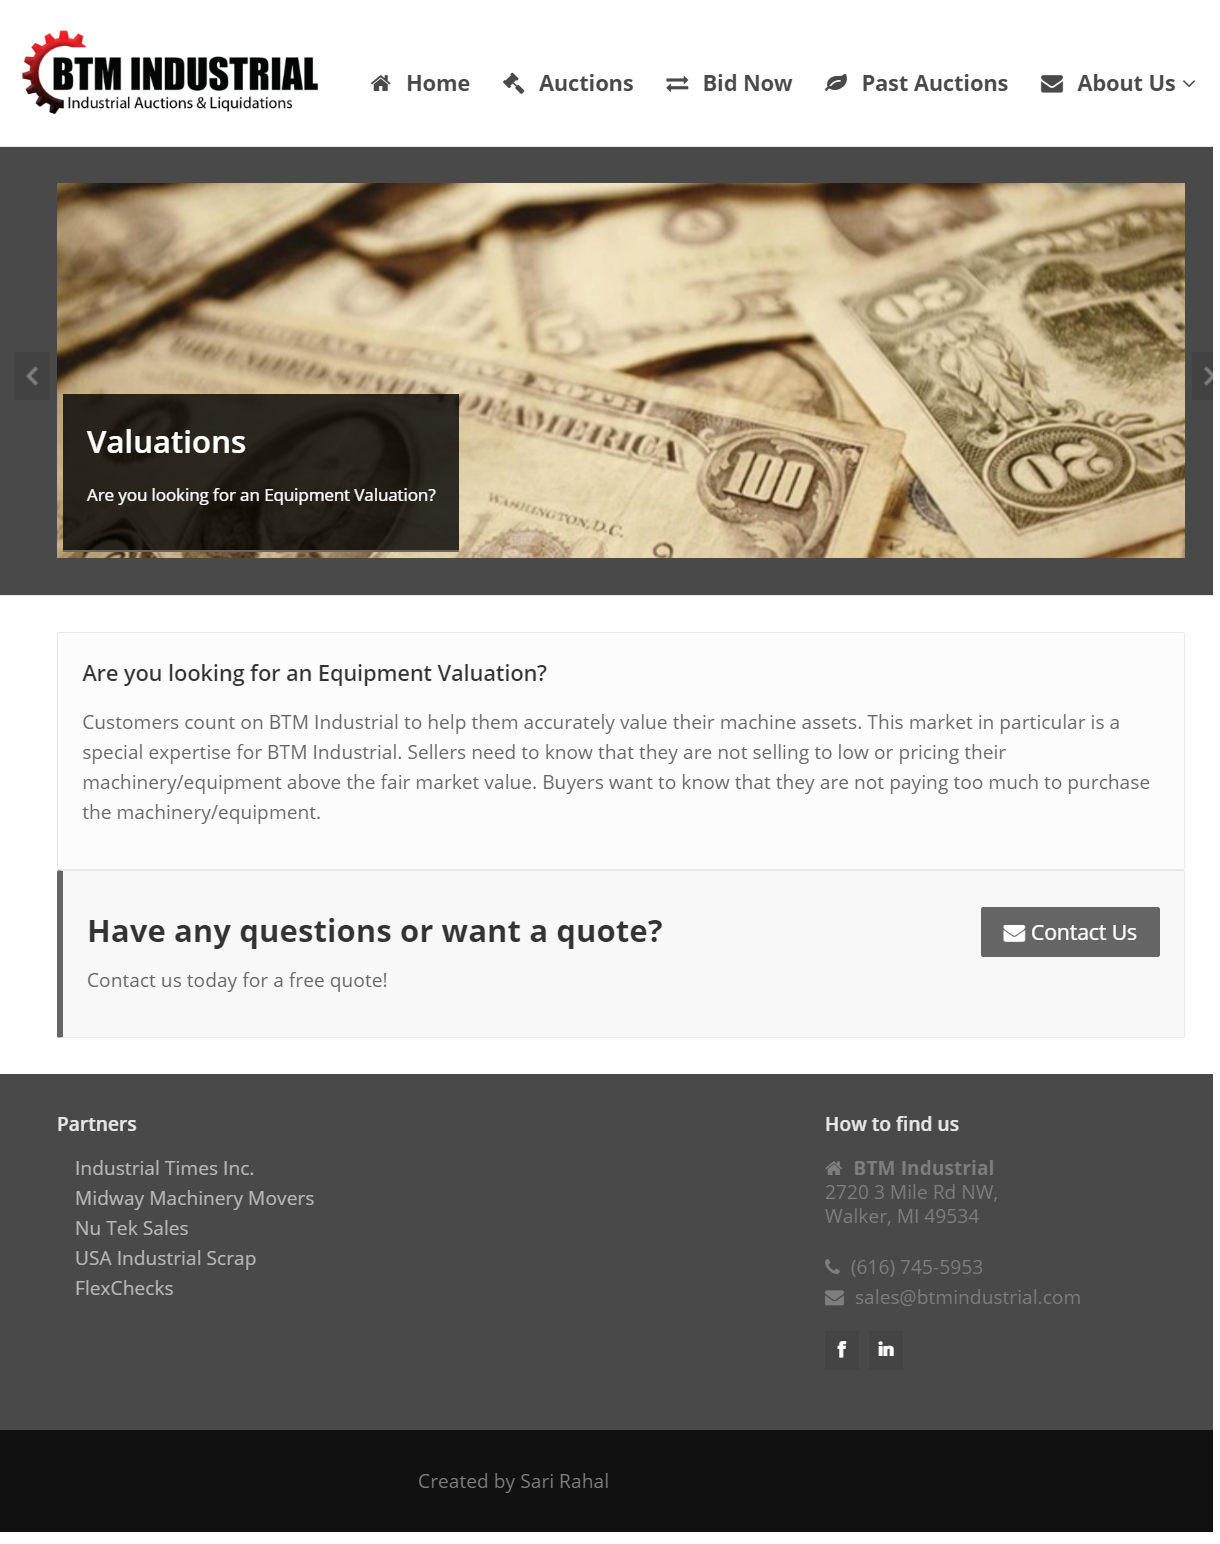 BTM INDUSTRIAL
Industrial Auctions & Liquidations
Home
Auctions
Bid Now
Past Auctions
About Us
UNITED STATES OF AMERICA
100
WASHINGTON, D.C.
50
Valuations
Are you looking for an Equipment Valuation?
Are you looking for an Equipment Valuation?
Customers count on BTM Industrial to help them accurately value their machine assets. This market in particular is a
special expertise for BTM Industrial. Sellers need to know that they are not selling to low or pricing their
machinery/equipment above the fair market value. Buyers want to know that they are not paying too much to purchase
the machinery/equipment.
Have any questions or want a quote?
Contact Us
Contact us today for a free quote!
Partners
Industrial Times Inc.
Midway Machinery Movers
Nu Tek Sales
USA Industrial Scrap
FlexChecks
How to find us
BTM Industrial
2720 3 Mile Rd NW,
Walker, MI 49534
(616) 745-5953
sales@btmindustrial.com
Created by Sari Rahal